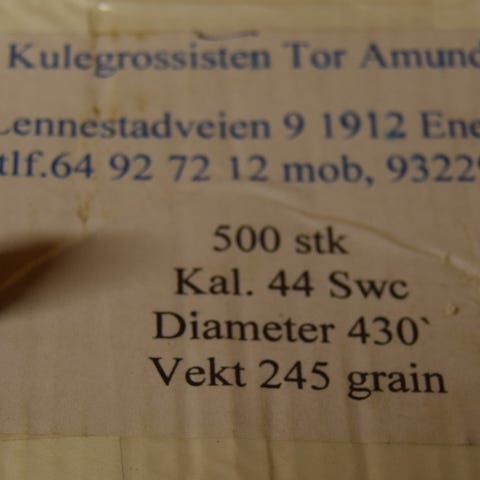 Kulegrossisten Tor Amund
Lennestadveien 9 1912 Ene
tlf.64 92 72 12 mob, 9322
500 stk
Kal. 44 Swc
Diameter 430`
Vekt 245 grain